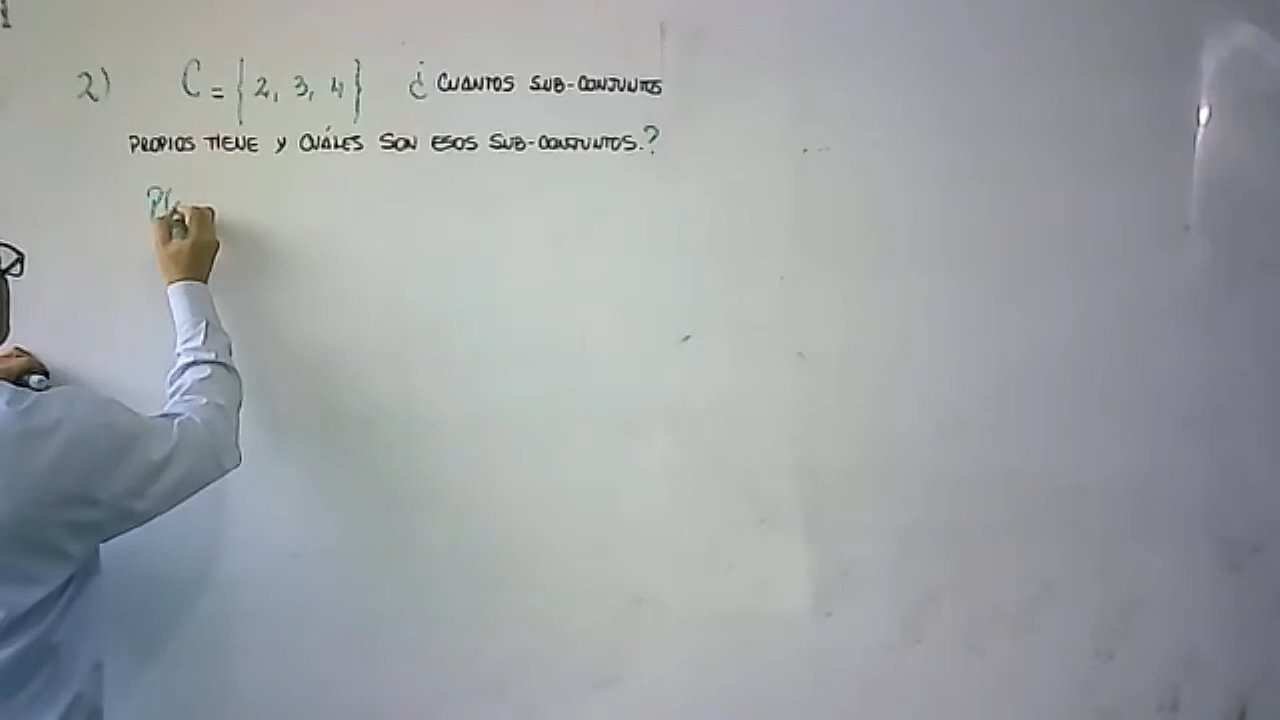 2) C = {2, 3, 4} ¿ CUANTOS SUB-CONJUNTOS
PROPIOS TIENE Y CUÁLES SON ESOS SUB-CONJUNTOS.?